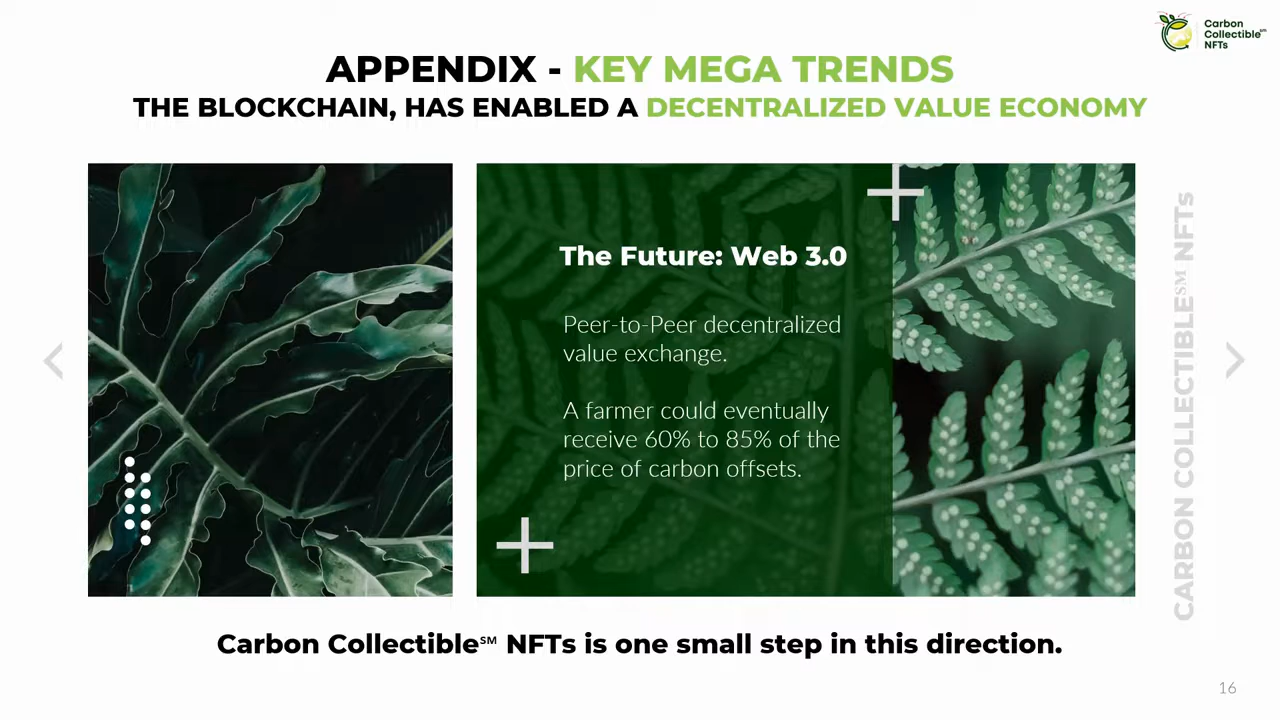 Carbon
Collectible℠
NFTs
APPENDIX - KEY MEGA TRENDS
THE BLOCKCHAIN, HAS ENABLED A DECENTRALIZED VALUE ECONOMY
The Future: Web 3.0
Peer-to-Peer decentralized
value exchange.
A farmer could eventually
receive 60% to 85% of the
price of carbon offsets.
CARBON COLLECTIBLE℠ NFTs
Carbon Collectible℠ NFTs is one small step in this direction.
16